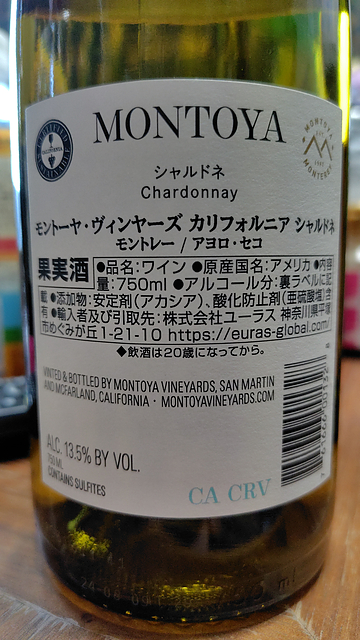 MONTOYA
シャルドネ
Chardonnay
モントーヤ・ヴィンヤーズ カリフォルニア シャルドネ
モントレー / アヨロ・セコ
果実酒 ●品名:ワイン ●原産国名:アメリカ ●内容
量:750ml ●アルコール分:裏ラベルに記
載 ●添加物:安定剤(アカシア)、酸化防止剤(亜硫酸塩)含
有 ●輸入者及び引取先:株式会社ユーラス 神奈川県平塚
市めぐみが丘1-21-10 https://euras-global.com/
◆飲酒は20歳になってから。
VINTED & BOTTLED BY MONTOYA VINEYARDS, SAN MARTIN
AND MCFARLAND, CALIFORNIA · MONTOYAVINEYARDS.COM
ALC. 13.5% BY VOL.
750 ML
CONTAINS SULFITES
CA CRV
MONTOYA
MONTEREY